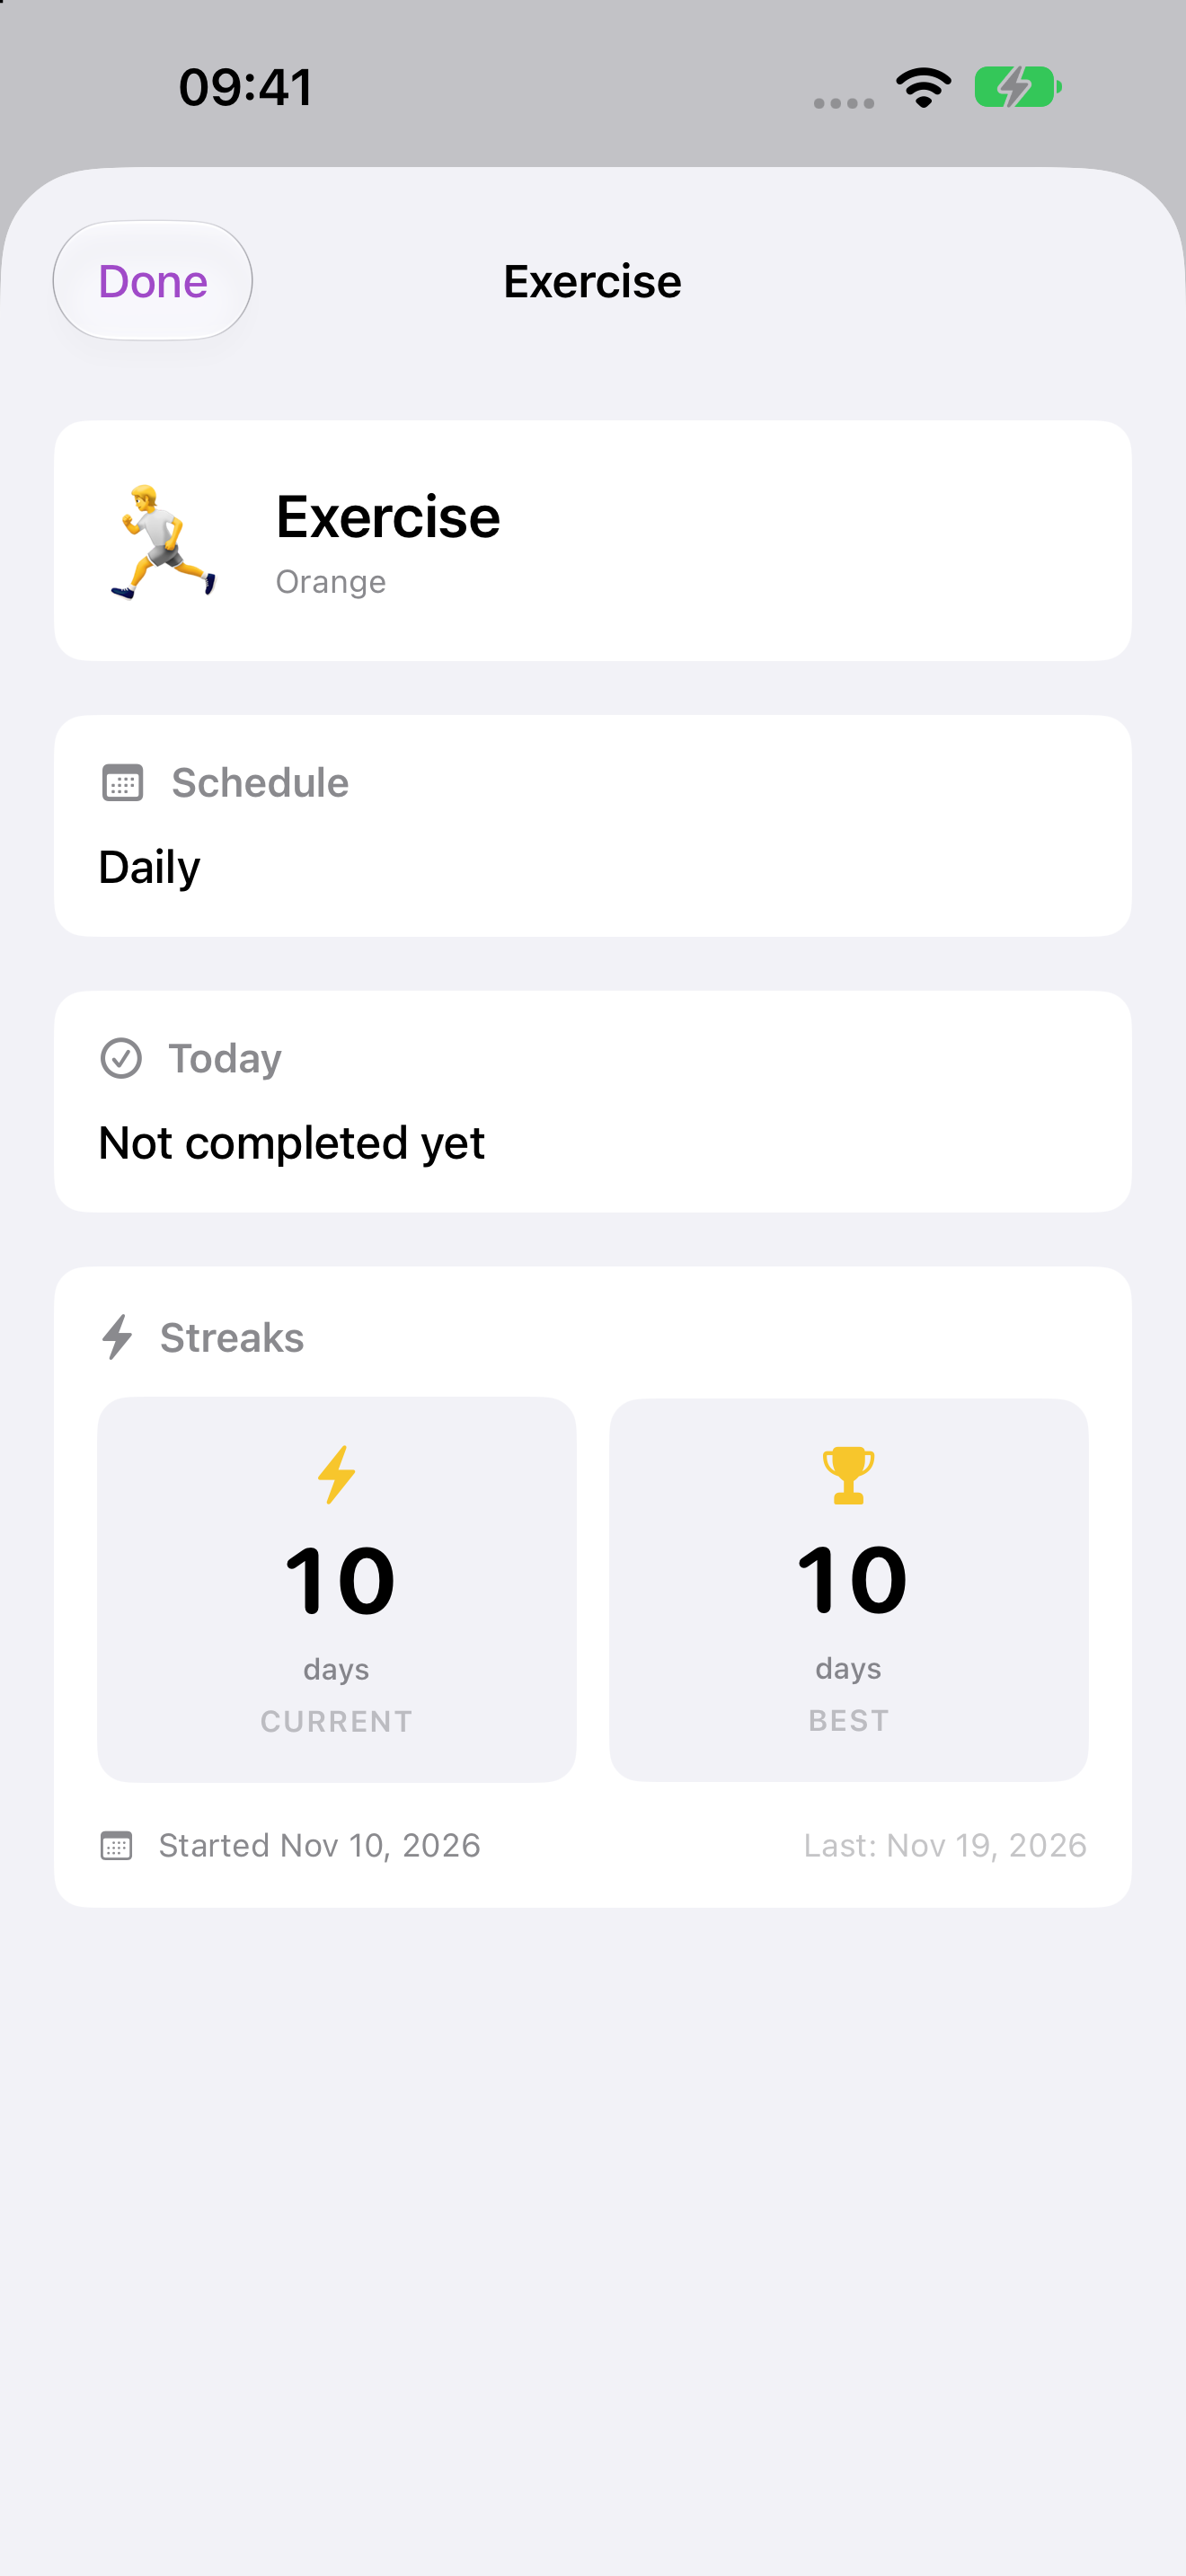 09:41
Done
Exercise
Exercise
Orange
Schedule
Daily
Today
Not completed yet
Streaks
10
days
CURRENT
10
days
BEST
Started Nov 10, 2026
Last: Nov 19, 2026